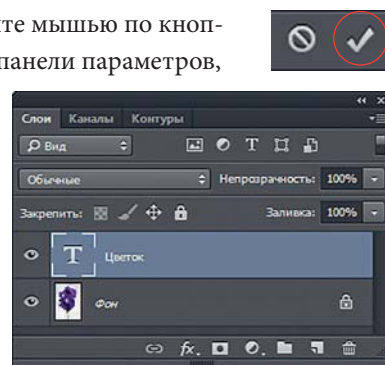 те мышью по кноп-
панели параметров,
Слои Каналы Контуры
Вид T
Обычные Непрозрачность: 100%
Закрепить: Заливка: 100%
T Цветок
Фон
fx.